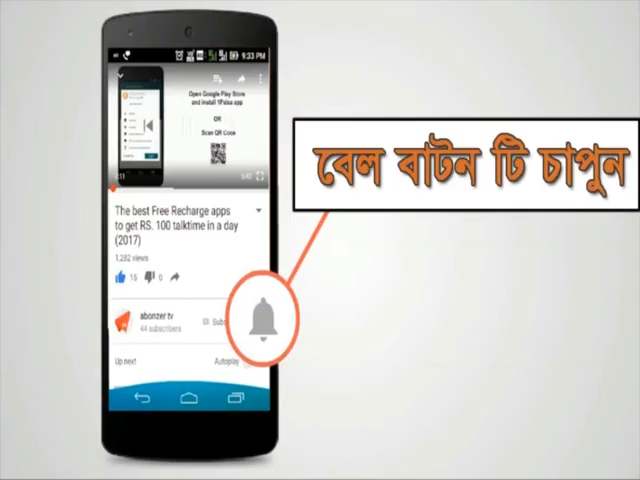 9:33 PM
Open Google Play Store
and install 1Paisa app
OR
Scan QR Code
বেল বাটন টি চাপুন
The best Free Recharge apps
to get RS. 100 talktime in a day
(2017)
1,282 views
15 0
abonzer tv
44 subscribers
Up next Autoplay